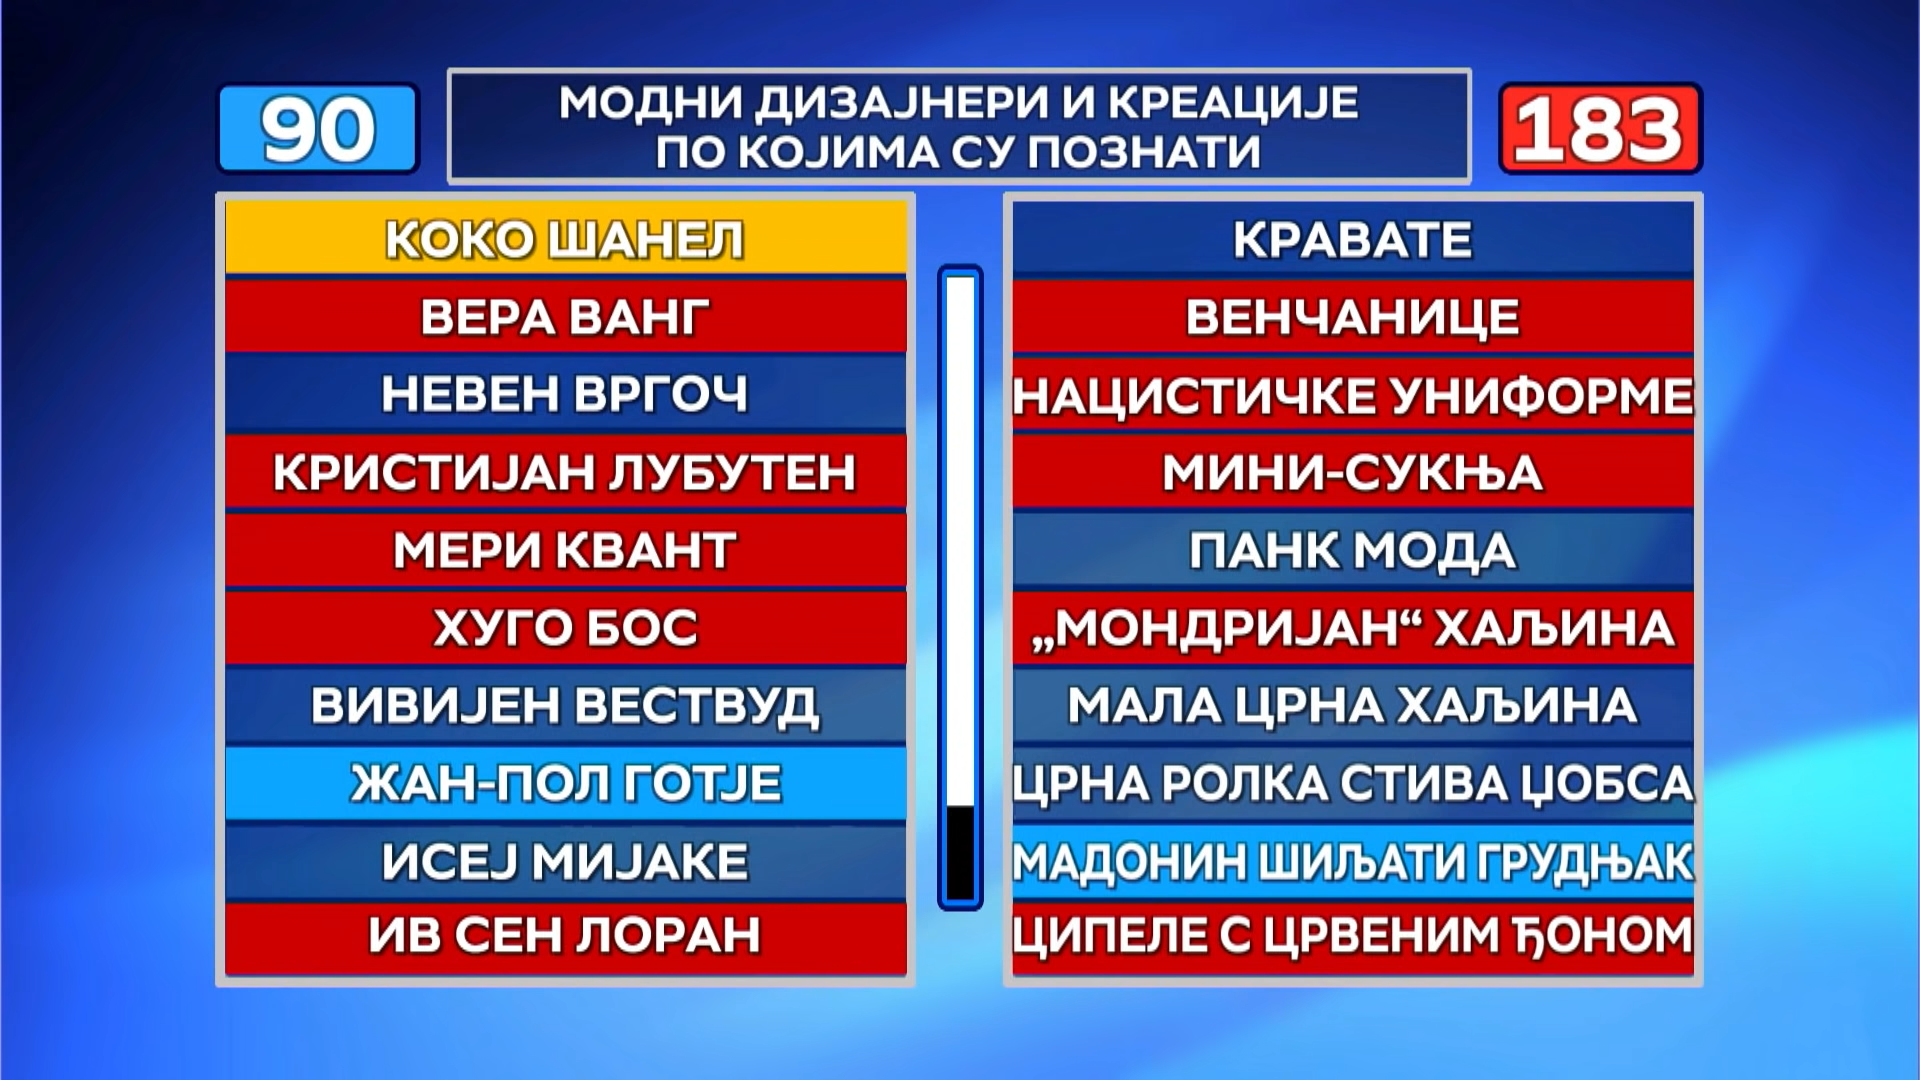 90
МОДНИ ДИЗАЈНЕРИ И КРЕАЦИЈЕ
ПО КОЈИМА СУ ПОЗНАТИ
183
КОКО ШАНЕЛ
ВЕРА ВАНГ
НЕВЕН ВРГОЧ
КРИСТИЈАН ЛУБУТЕН
МЕРИ КВАНТ
ХУГО БОС
ВИВИЈЕН ВЕСТВУД
ЖАН-ПОЛ ГОТЈЕ
ИСЕЈ МИЈАКЕ
ИВ СЕН ЛОРАН
КРАВАТЕ
ВЕНЧАНИЦЕ
НАЦИСТИЧКЕ УНИФОРМЕ
МИНИ-СУКЊА
ПАНК МОДА
„МОНДРИЈАН“ ХАЉИНА
МАЛА ЦРНА ХАЉИНА
ЦРНА РОЛКА СТИВА ЏОБСА
МАДОНИН ШИЉАТИ ГРУДЊАК
ЦИПЕЛЕ С ЦРВЕНИМ ЂОНОМ